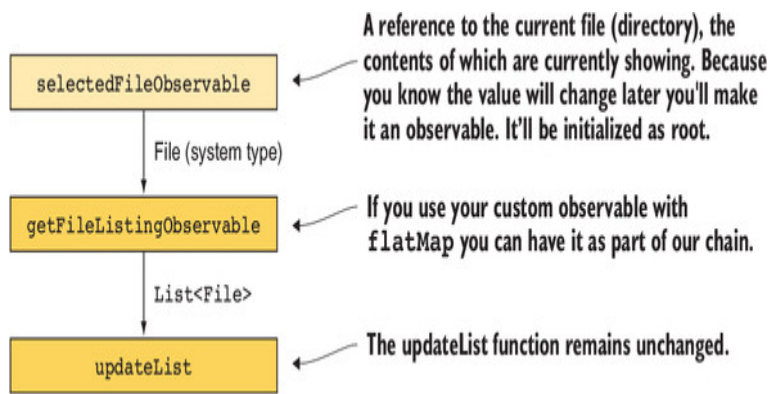 A reference to the current file (directory), the
contents of which are currently showing. Because
you know the value will change later you'll make
it an observable. It'll be initialized as root.
selectedFileObservable
File (system type)
If you use your custom observable with
flatMap you can have it as part of our chain.
getFileListingObservable
List<File>
The updateList function remains unchanged.
updateList